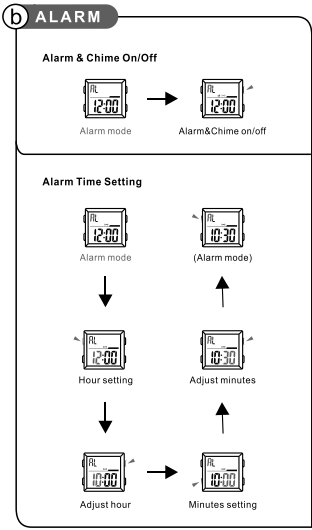 b ALARM
Alarm & Chime On/Off
AL AL
12:00 12:00
Alarm mode Alarm&Chime on/off
Alarm Time Setting
AL AL
12:00 10:30
Alarm mode (Alarm mode)
AL AL
12:00 10:30
Hour setting Adjust minutes
AL AL
10:00 10:00
Adjust hour Minutes setting